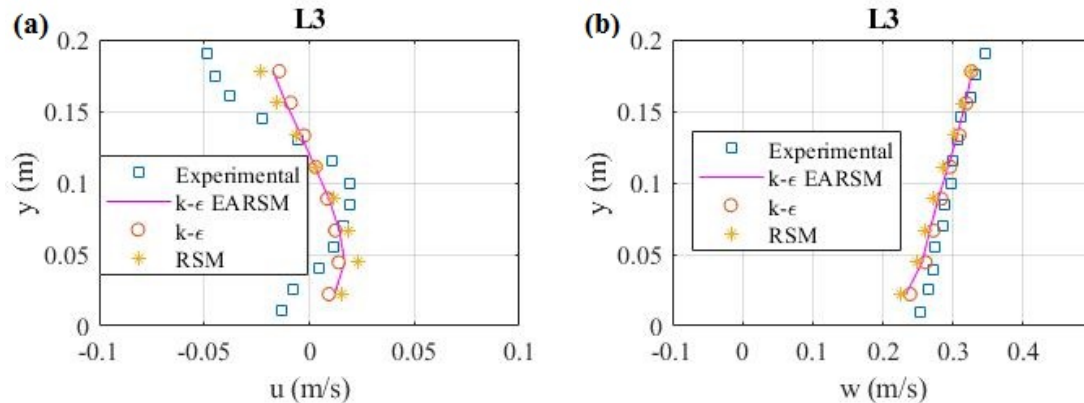 (a)
L3
0.2
0.15
0.1
0.05
0
y (m)
Experimental
k-ϵ EARSM
k-ϵ
RSM
-0.1
-0.05
0
0.05
0.1
u (m/s)
(b)
L3
0.2
0.15
0.1
0.05
0
y (m)
Experimental
k-ϵ EARSM
k-ϵ
RSM
-0.1
0
0.1
0.2
0.3
0.4
w (m/s)